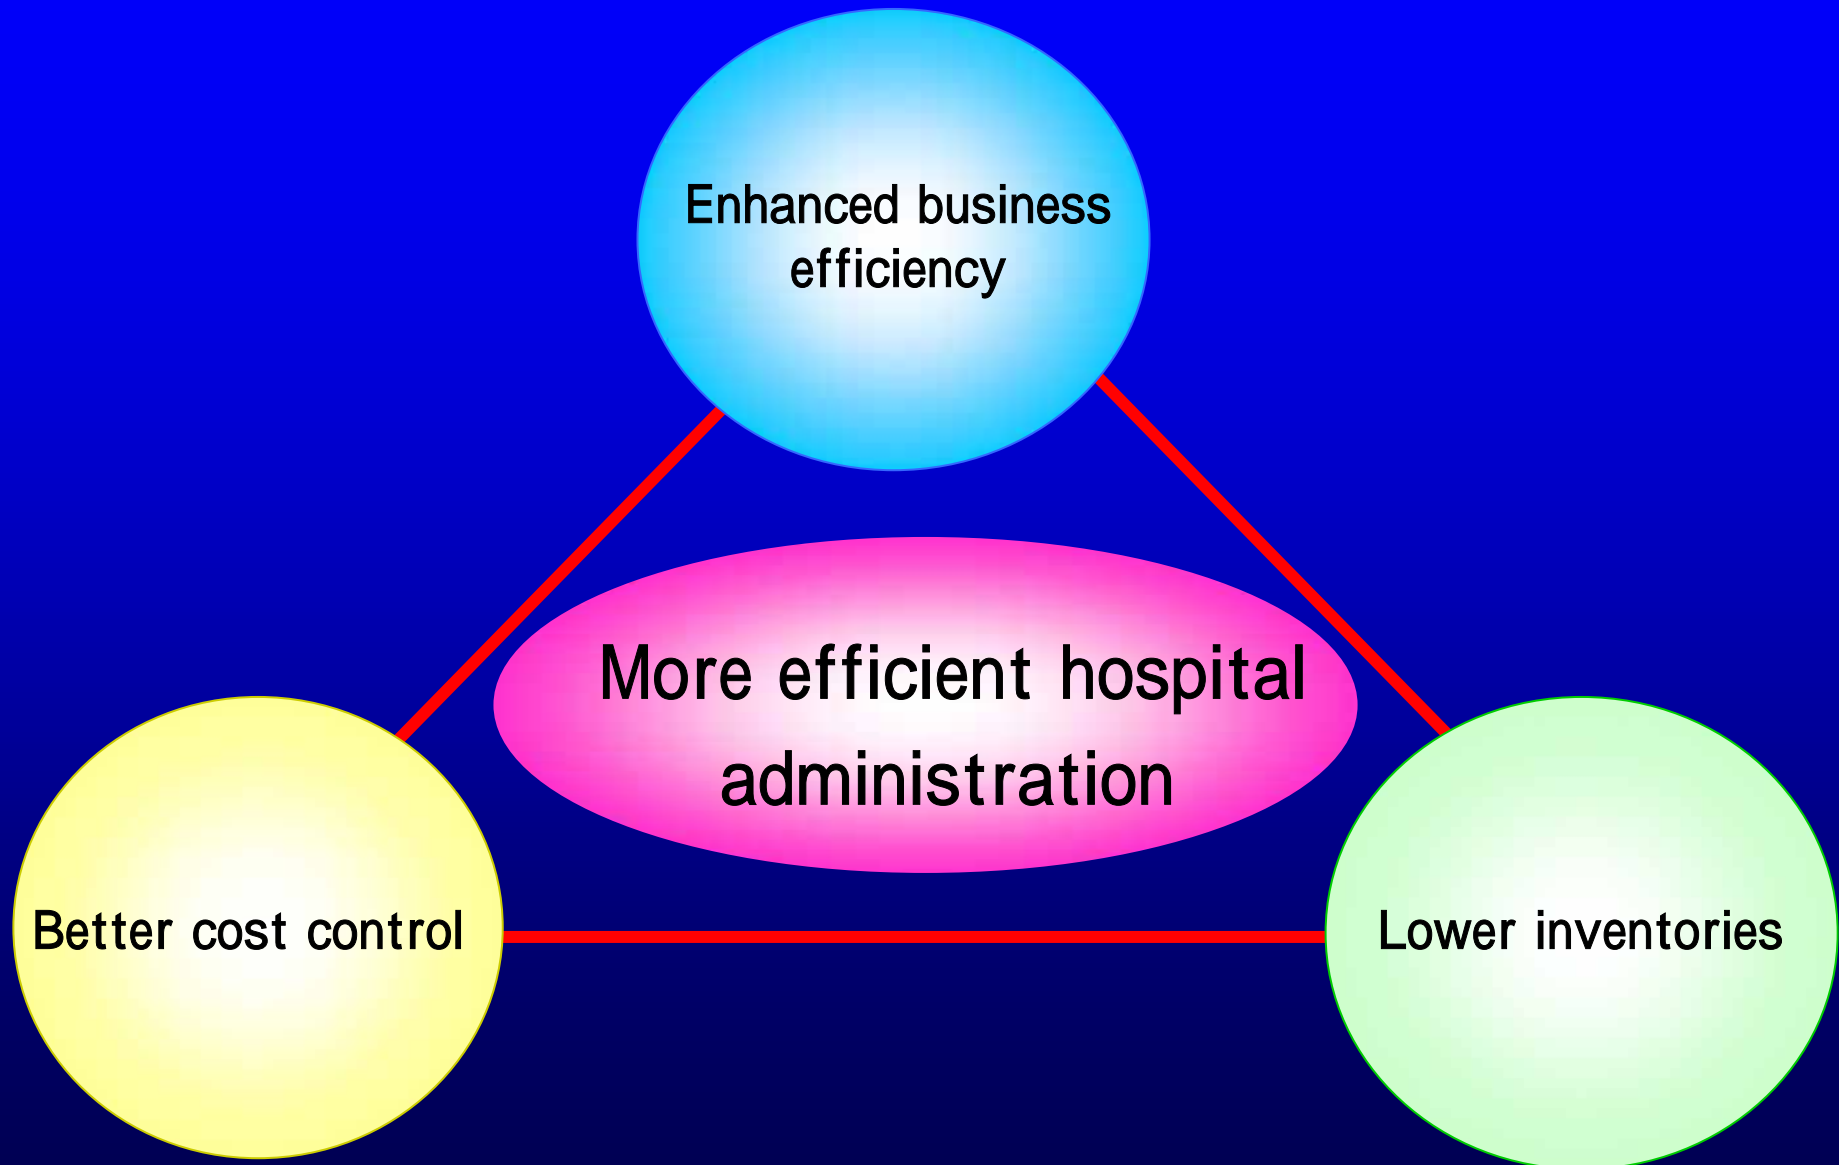 Enhanced business
efficiency
More efficient hospital
administration
Better cost control
Lower inventories